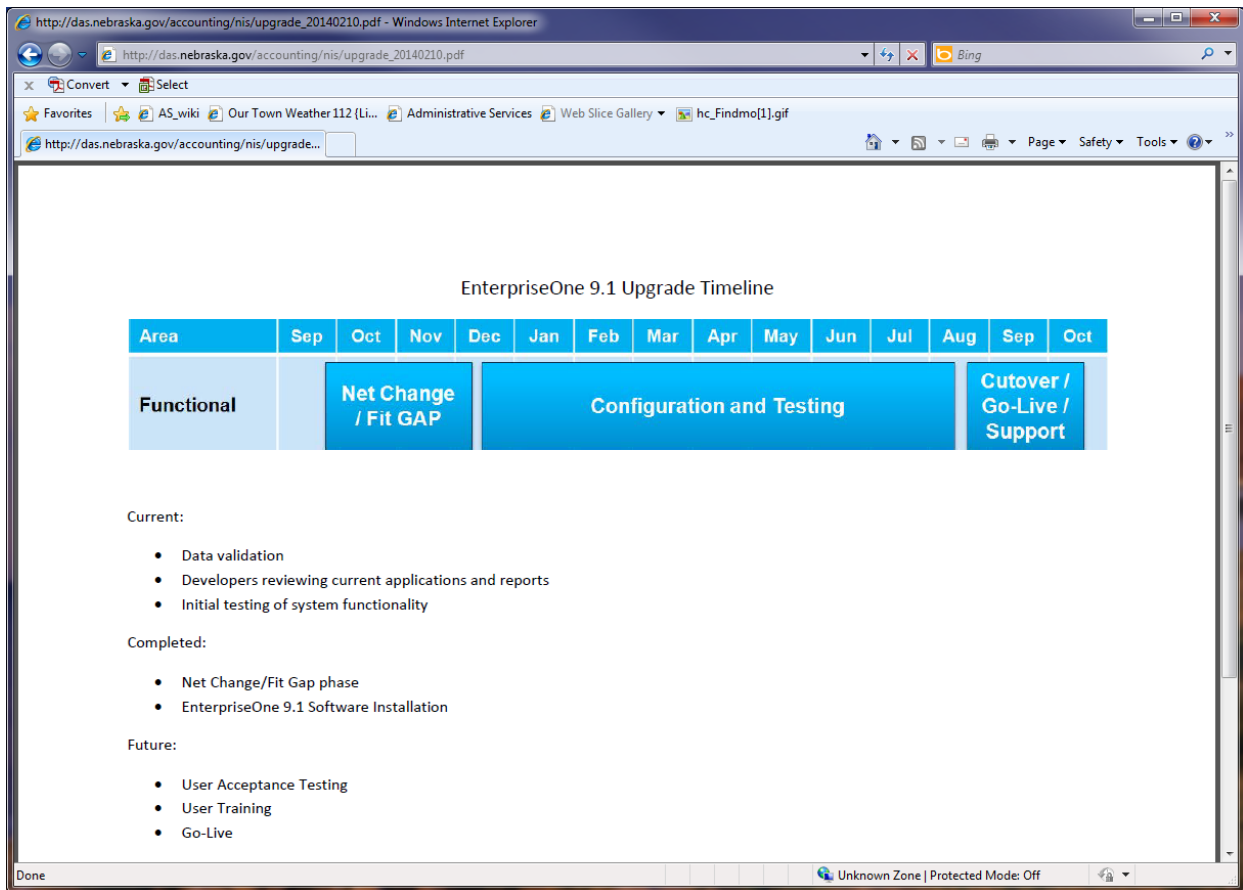 http://das.nebraska.gov/accounting/nis/upgrade_20140210.pdf - Windows Internet Explorer
http://das.nebraska.gov/accounting/nis/upgrade_20140210.pdf
Bing
x Convert Select
Favorites AS_wiki Our Town Weather 112 {Li... Administrative Services Web Slice Gallery hc_Findmo[1].gif
http://das.nebraska.gov/accounting/nis/upgrade... Page Safety Tools
EnterpriseOne 9.1 Upgrade Timeline
Area Sep Oct Nov Dec Jan Feb Mar Apr May Jun Jul Aug Sep Oct
Functional
Net Change
/ Fit GAP
Configuration and Testing
Cutover /
Go-Live /
Support
Current:
• Data validation
• Developers reviewing current applications and reports
• Initial testing of system functionality
Completed:
• Net Change/Fit Gap phase
• EnterpriseOne 9.1 Software Installation
Future:
• User Acceptance Testing
• User Training
• Go-Live
Done Unknown Zone | Protected Mode: Off